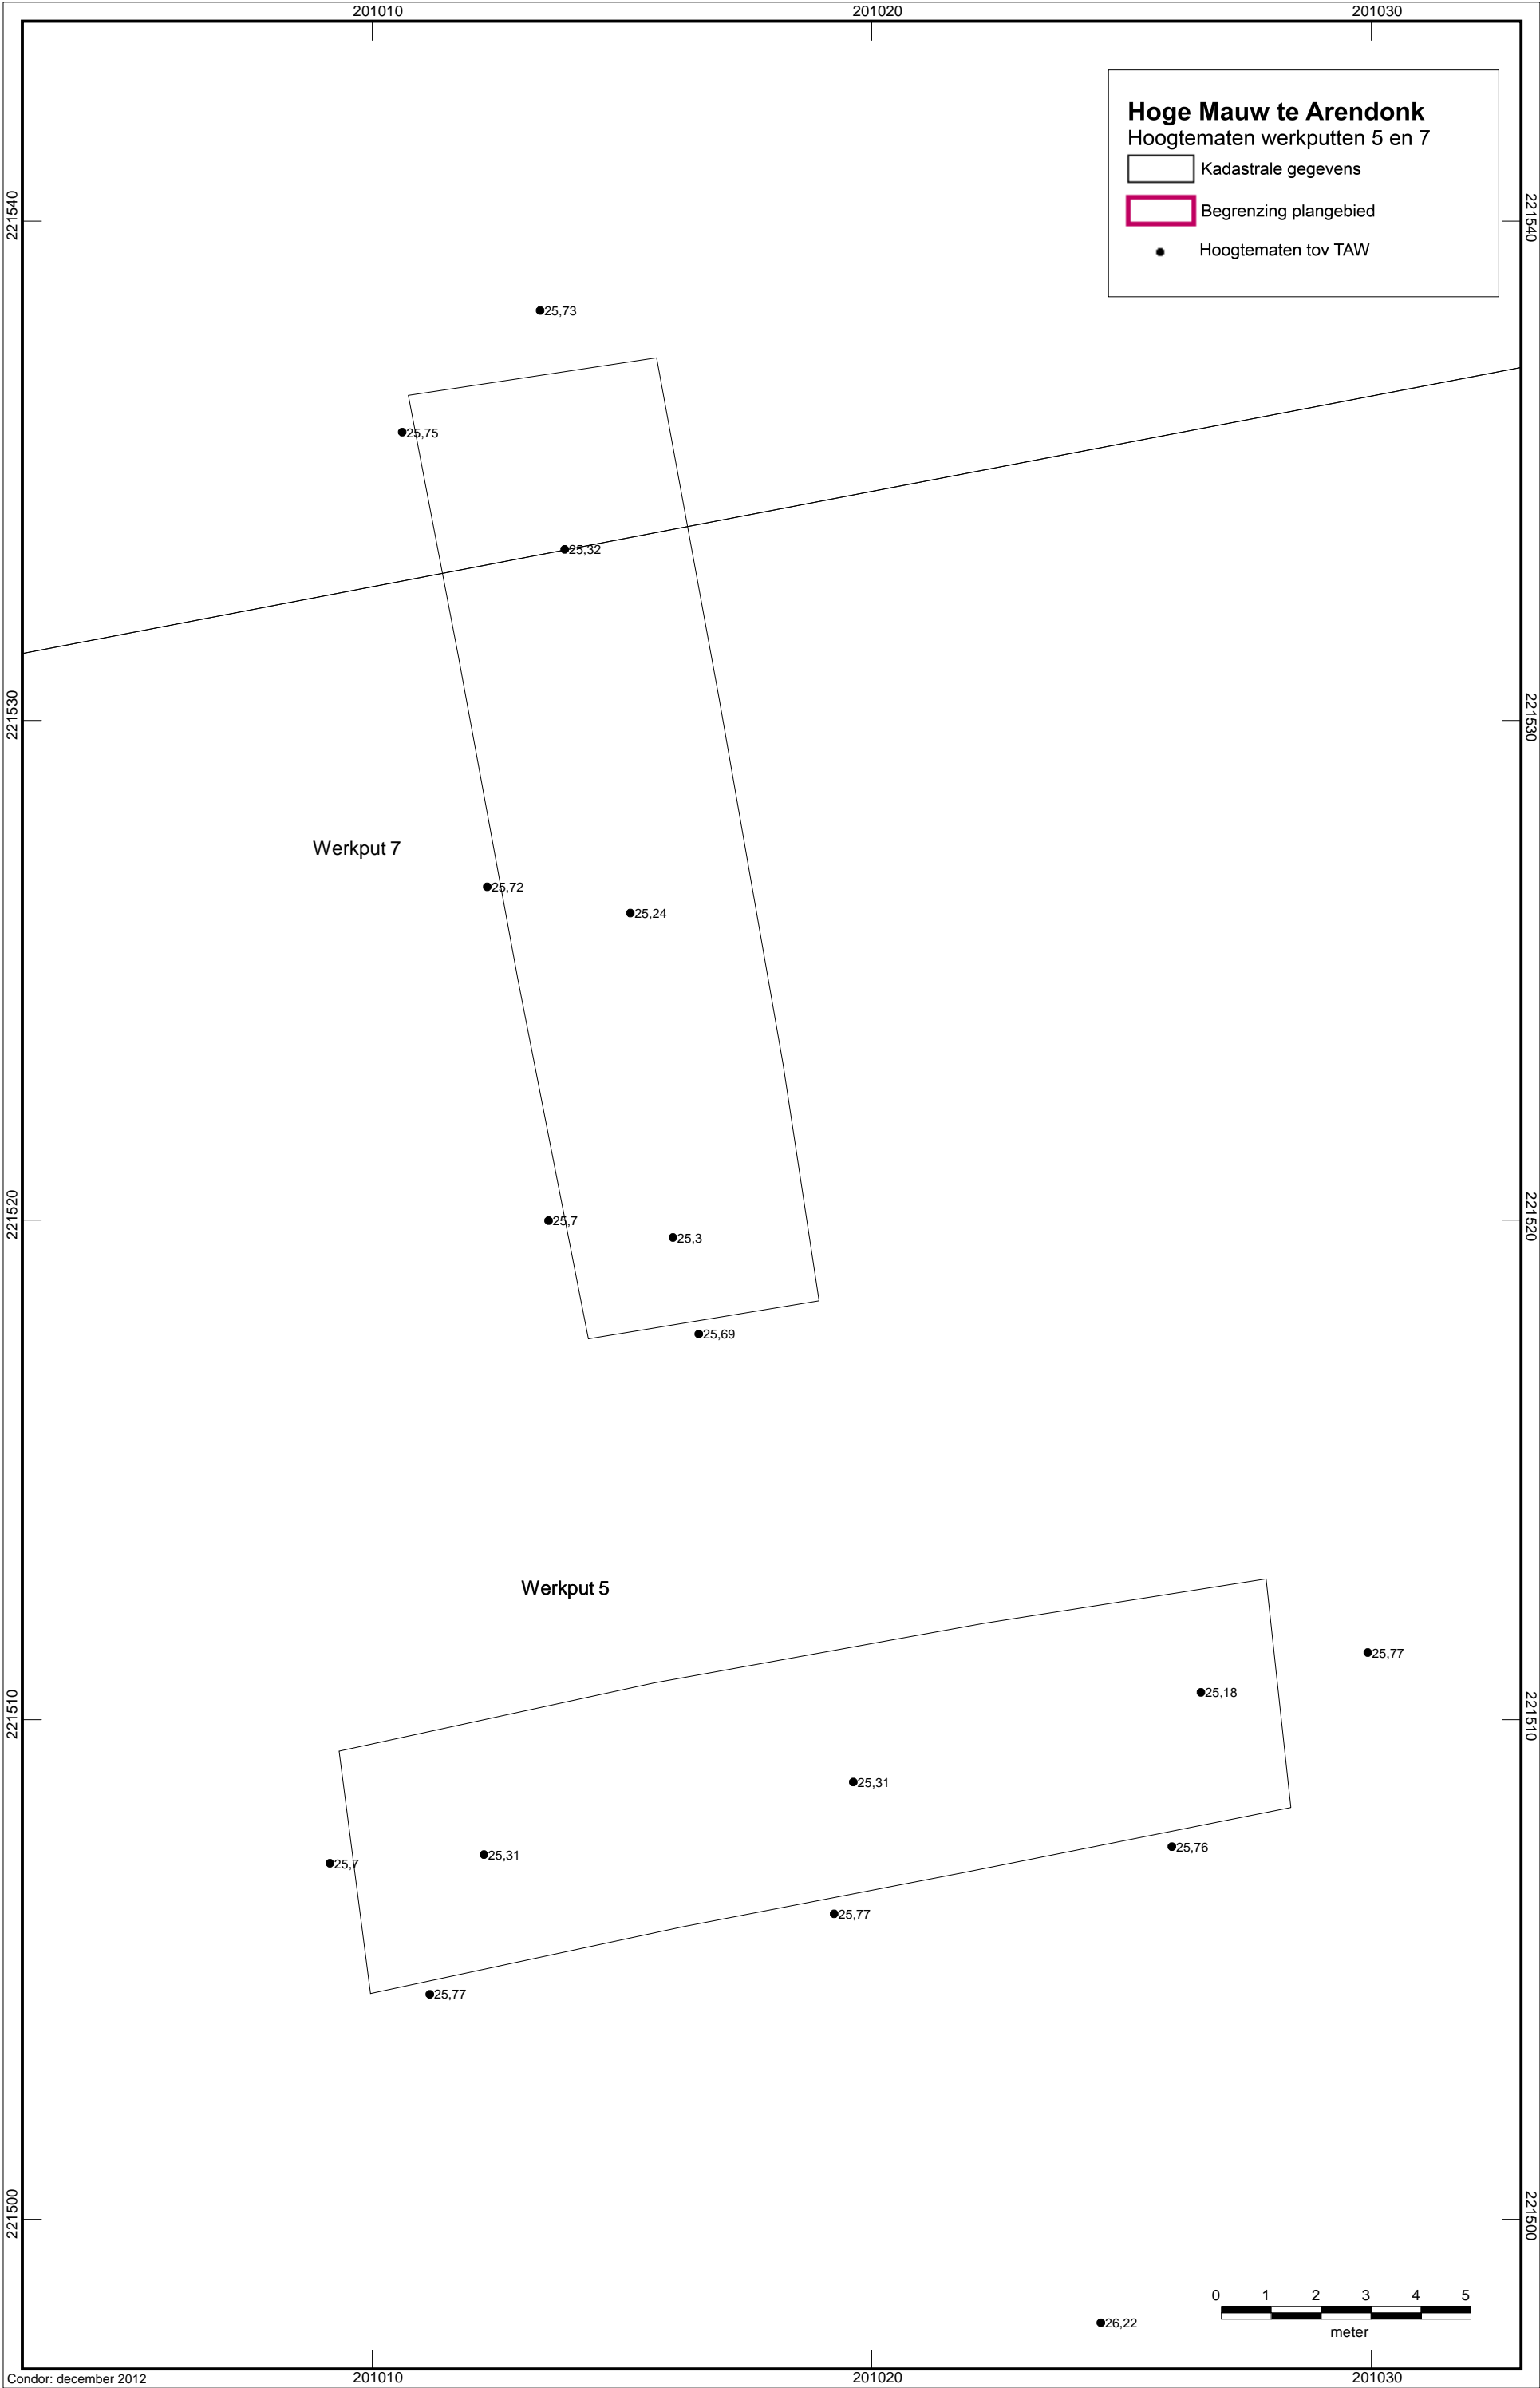 201010 201020 201030
Hoge Mauw te Arendonk
Hoogtematen werkputten 5 en 7
Kadastrale gegevens
Begrenzing plangebied
Hoogtematen tov TAW
221540 221540
25,73
25,75
25,32
221530 221530
Werkput 7
25,72
25,24
221520 221520
25,7
25,3
25,69
Werkput 5
25,77
25,18
221510 221510
25,31
25,76
25,31
25,7
25,77
25,77
221500 221500
0 1 2 3 4 5
meter
26,22
Condor: december 2012
201010 201020 201030